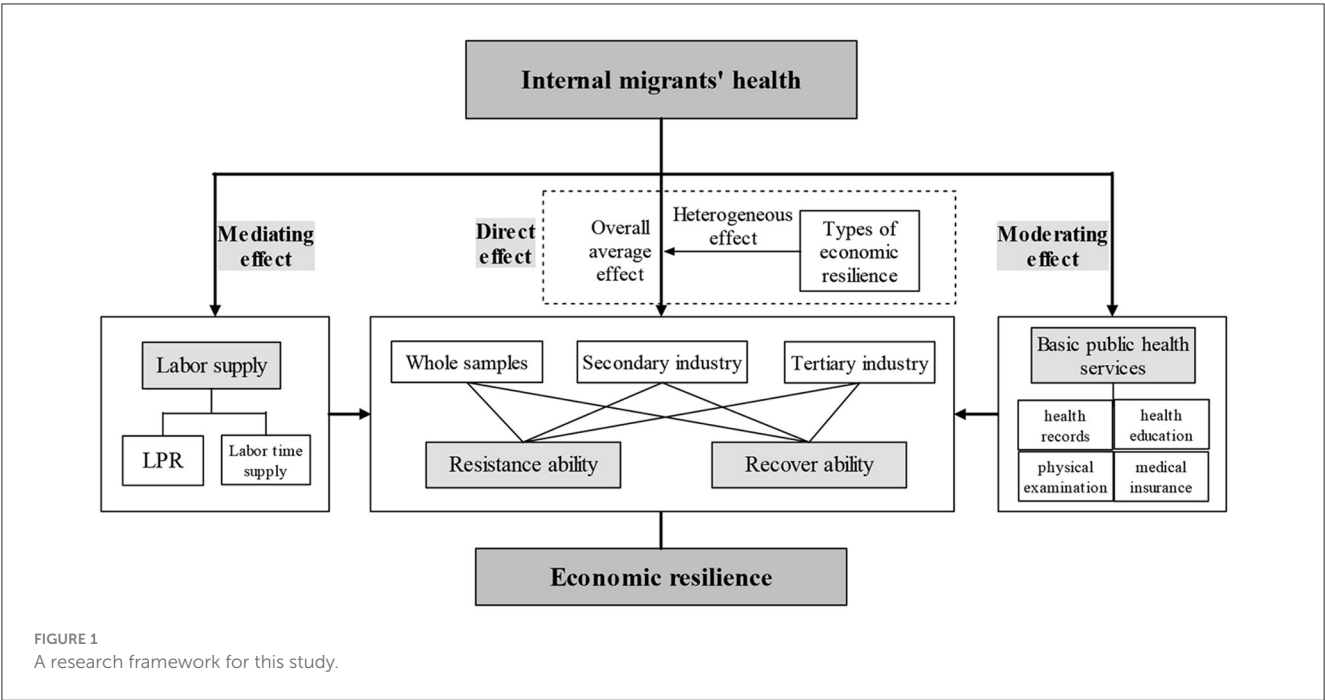 Internal migrants' health
Mediating
effect
Direct
effect
Overall
average
effect
Heterogeneous
effect
Types of
economic
resilience
Moderating
effect
Labor supply
LPR
Labor time
supply
Whole samples
Secondary industry
Tertiary industry
Resistance ability
Recover ability
Basic public health
services
health
records
health
education
physical
examination
medical
insurance
Economic resilience
FIGURE 1
A research framework for this study.